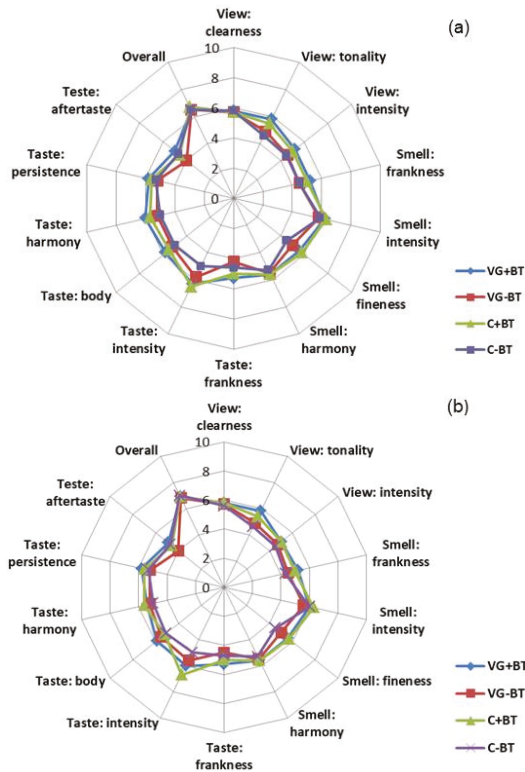 (a)
View:
clearness
View: tonality
View:
intensity
Smell:
frankness
Smell:
intensity
Smell:
fineness
Smell:
harmony
Taste:
frankness
Taste:
intensity
Taste: body
Taste:
harmony
Taste:
persistence
Teste:
aftertaste
Overall
10
8
6
4
2
0
VG+BT
VG-BT
C+BT
C-BT
(b)
View:
clearness
View: tonality
View: intensity
Smell:
frankness
Smell:
intensity
Smell: fineness
Smell:
harmony
Taste:
frankness
Taste: intensity
Taste: body
Taste:
harmony
Taste:
persistence
Teste:
aftertaste
Overall
10
8
6
4
2
0
VG+BT
VG-BT
C+BT
C-BT